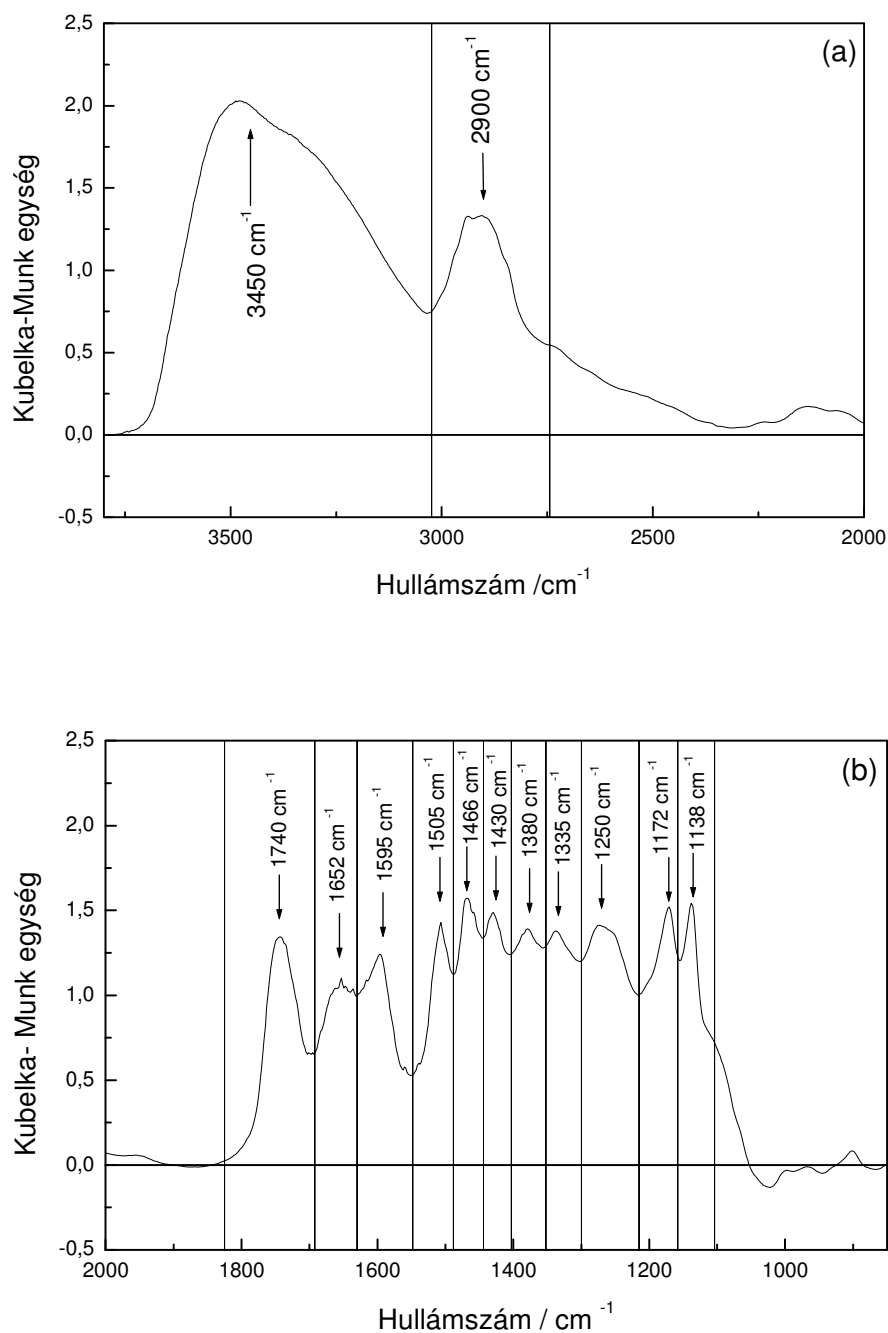 (a)
2,5
2,0
1,5
1,0
0,5
0,0
-0,5
Kubelka-Munk egység
3450 cm⁻¹
2900 cm⁻¹
3500
3000
2500
2000
Hullámszám /cm⁻¹
(b)
2,5
2,0
1,5
1,0
0,5
0,0
-0,5
Kubelka- Munk egység
1740 cm⁻¹
1652 cm⁻¹
1595 cm⁻¹
1505 cm⁻¹
1466 cm⁻¹
1430 cm⁻¹
1380 cm⁻¹
1335 cm⁻¹
1250 cm⁻¹
1172 cm⁻¹
1138 cm⁻¹
2000
1800
1600
1400
1200
1000
Hullámszám / cm ⁻¹